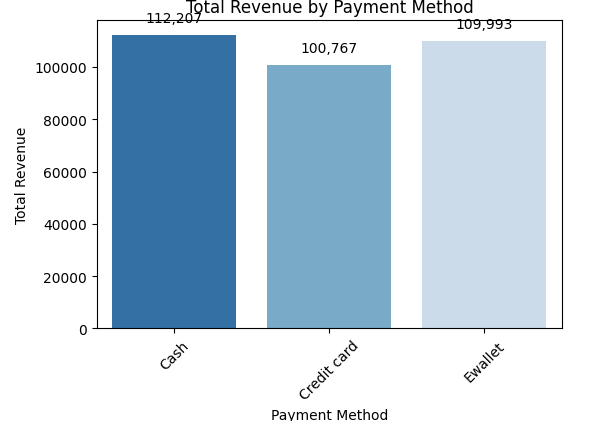 Total Revenue by Payment Method
112,207
100,767
109,993
100000
80000
60000
40000
20000
0
Total Revenue
Cash
Credit card
Ewallet
Payment Method